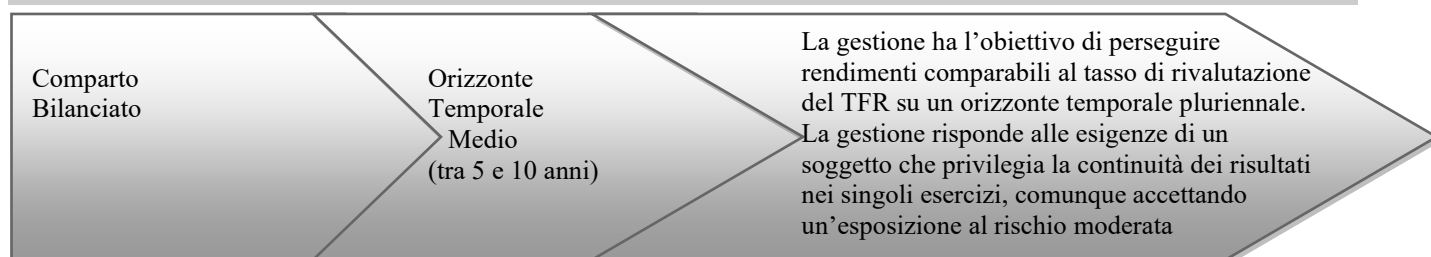 Comparto
Bilanciato
Orizzonte
Temporale
Medio
(tra 5 e 10 anni)
La gestione ha l’obiettivo di perseguire
rendimenti comparabili al tasso di rivalutazione
del TFR su un orizzonte temporale pluriennale.
La gestione risponde alle esigenze di un
soggetto che privilegia la continuità dei risultati
nei singoli esercizi, comunque accettando
un’esposizione al rischio moderata